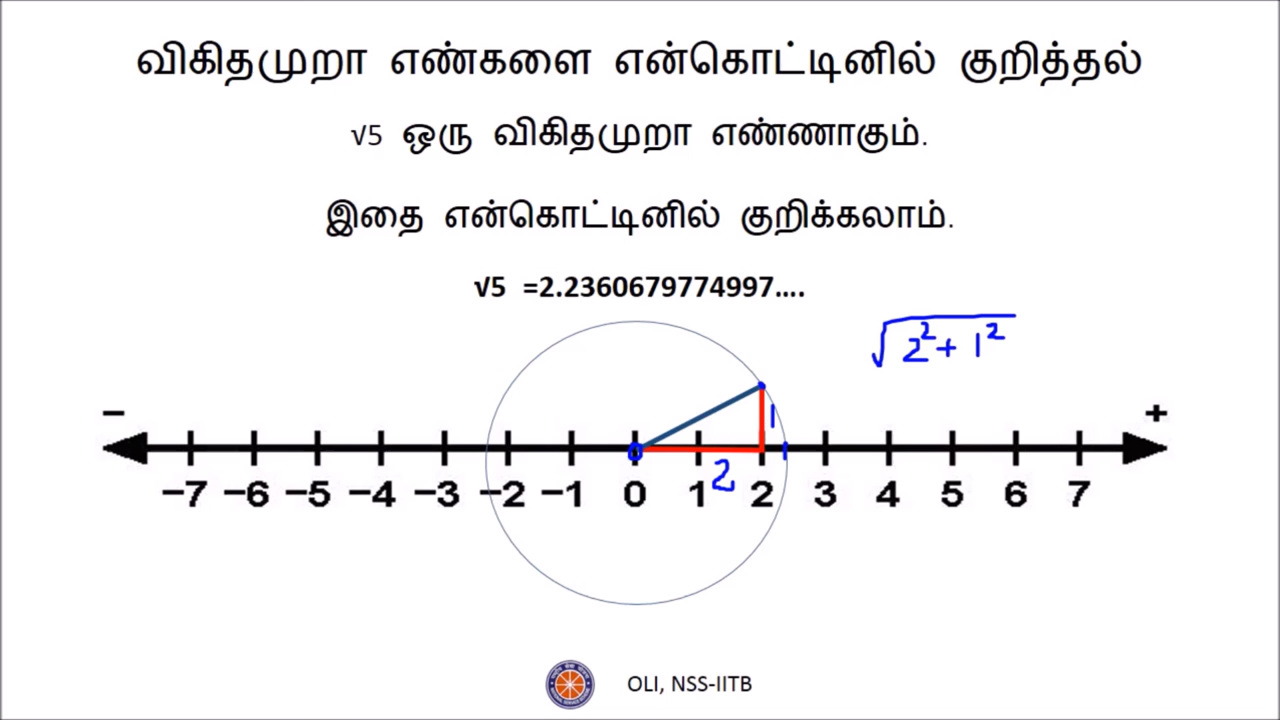 விகிதமுறா எண்களை என்கொட்டினில் குறித்தல்
√5 ஒரு விகிதமுறா எண்ணாகும்.
இதை என்கொட்டினில் குறிக்கலாம்.
√5 =2.2360679774997....
√2²+1²
− +
1
−7 −6 −5 −4 −3 −2 −1 0 1 2 3 4 5 6 7
2
OLI, NSS-IITB